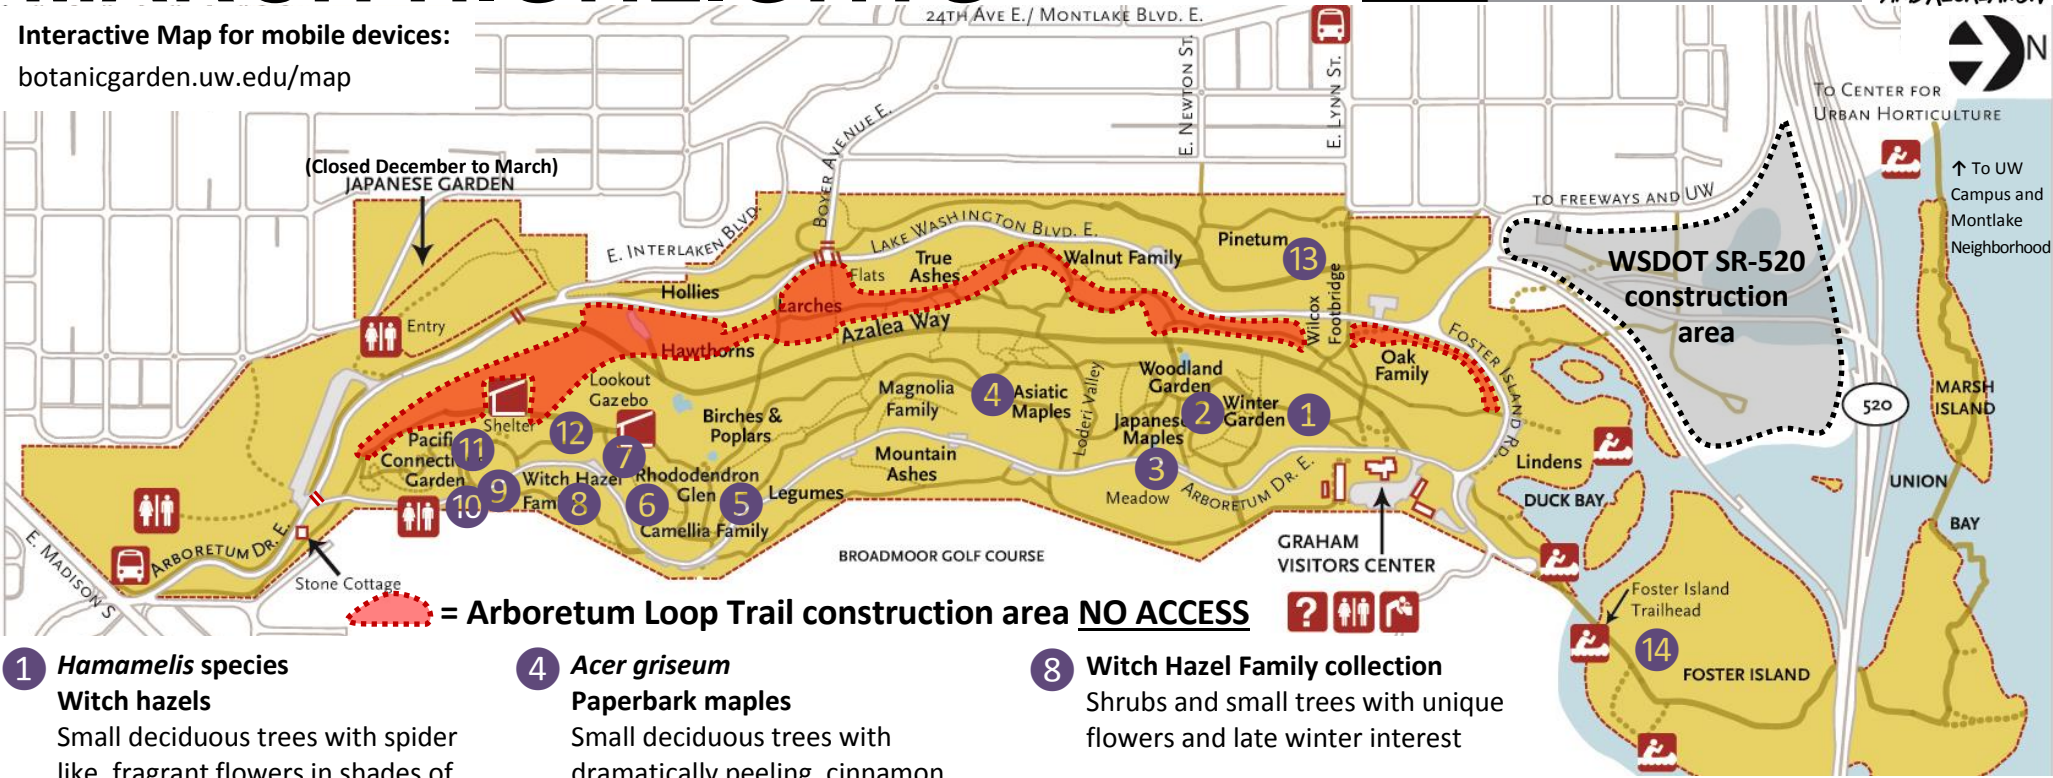 Interactive Map for mobile devices:
botanicgarden.uw.edu/map
24TH AVE E./ MONTLAKE BLVD. E.
N
TO CENTER FOR
URBAN HORTICULTURE
↑ To UW
Campus and
Montlake
Neighborhood
E. NEWTON ST.
E. LYNN ST.
BOYER AVENUE E.
(Closed December to March)
JAPANESE GARDEN
TO FREEWAYS AND UW
E. INTERLAKEN BLVD.
LAKE WASHINGTON BLVD. E.
Pinetum
13
WSDOT SR-520
construction
area
True
Ashes
Flats
Walnut Family
Hollies
Larches
Azalea Way
Wilcox
Footbridge
Entry
Hawthorns
FOSTER ISLAND RD.
Oak
Family
Lookout
Gazebo
Woodland
Garden
Magnolia
Family
4
Asiatic
Maples
Loderi Valley
Japanese
Maples
2
Winter
Garden
1
Birches &
Poplars
MARSH
ISLAND
520
Shelter
12
11
Garden
7
Mountain
Ashes
3
Meadow
ARBORETUM DR. E.
Lindens
Witch Hazel
8
9
10
Rhododendron
Glen
6
5
Legumes
Camellia Family
DUCK BAY
UNION
BAY
ARBORETUM DR. E.
E. MADISON S
Stone Cottage
BROADMOOR GOLF COURSE
GRAHAM
VISITORS CENTER
?
Foster Island
Trailhead
14
FOSTER ISLAND
= Arboretum Loop Trail construction area NO ACCESS
1 Hamamelis species
Witch hazels
Small deciduous trees with spider
like, fragrant flowers in shades of
4 Acer griseum
Paperbark maples
Small deciduous trees with
dramatically peeling, cinnamon
8 Witch Hazel Family collection
Shrubs and small trees with unique
flowers and late winter interest